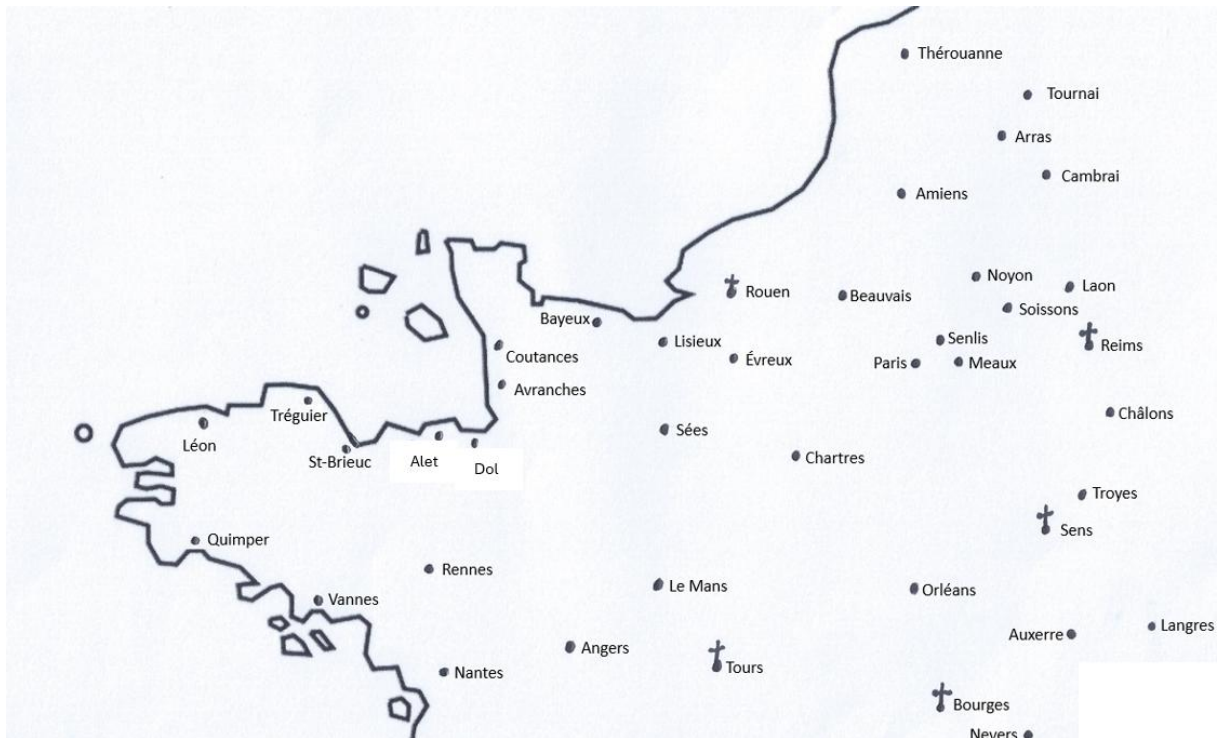 Thérouanne
Tournai
Arras
Cambrai
Amiens
Noyon
Laon
Rouen
Beauvais
Soissons
Bayeux
Senlis
Lisieux
Reims
Coutances
Évreux
Paris
Meaux
Avranches
Châlons
Tréguier
Sées
Léon
St-Brieuc
Alet
Dol
Chartres
Troyes
Sens
Quimper
Rennes
Le Mans
Orléans
Vannes
Langres
Auxerre
Angers
Tours
Nantes
Bourges
Nevers